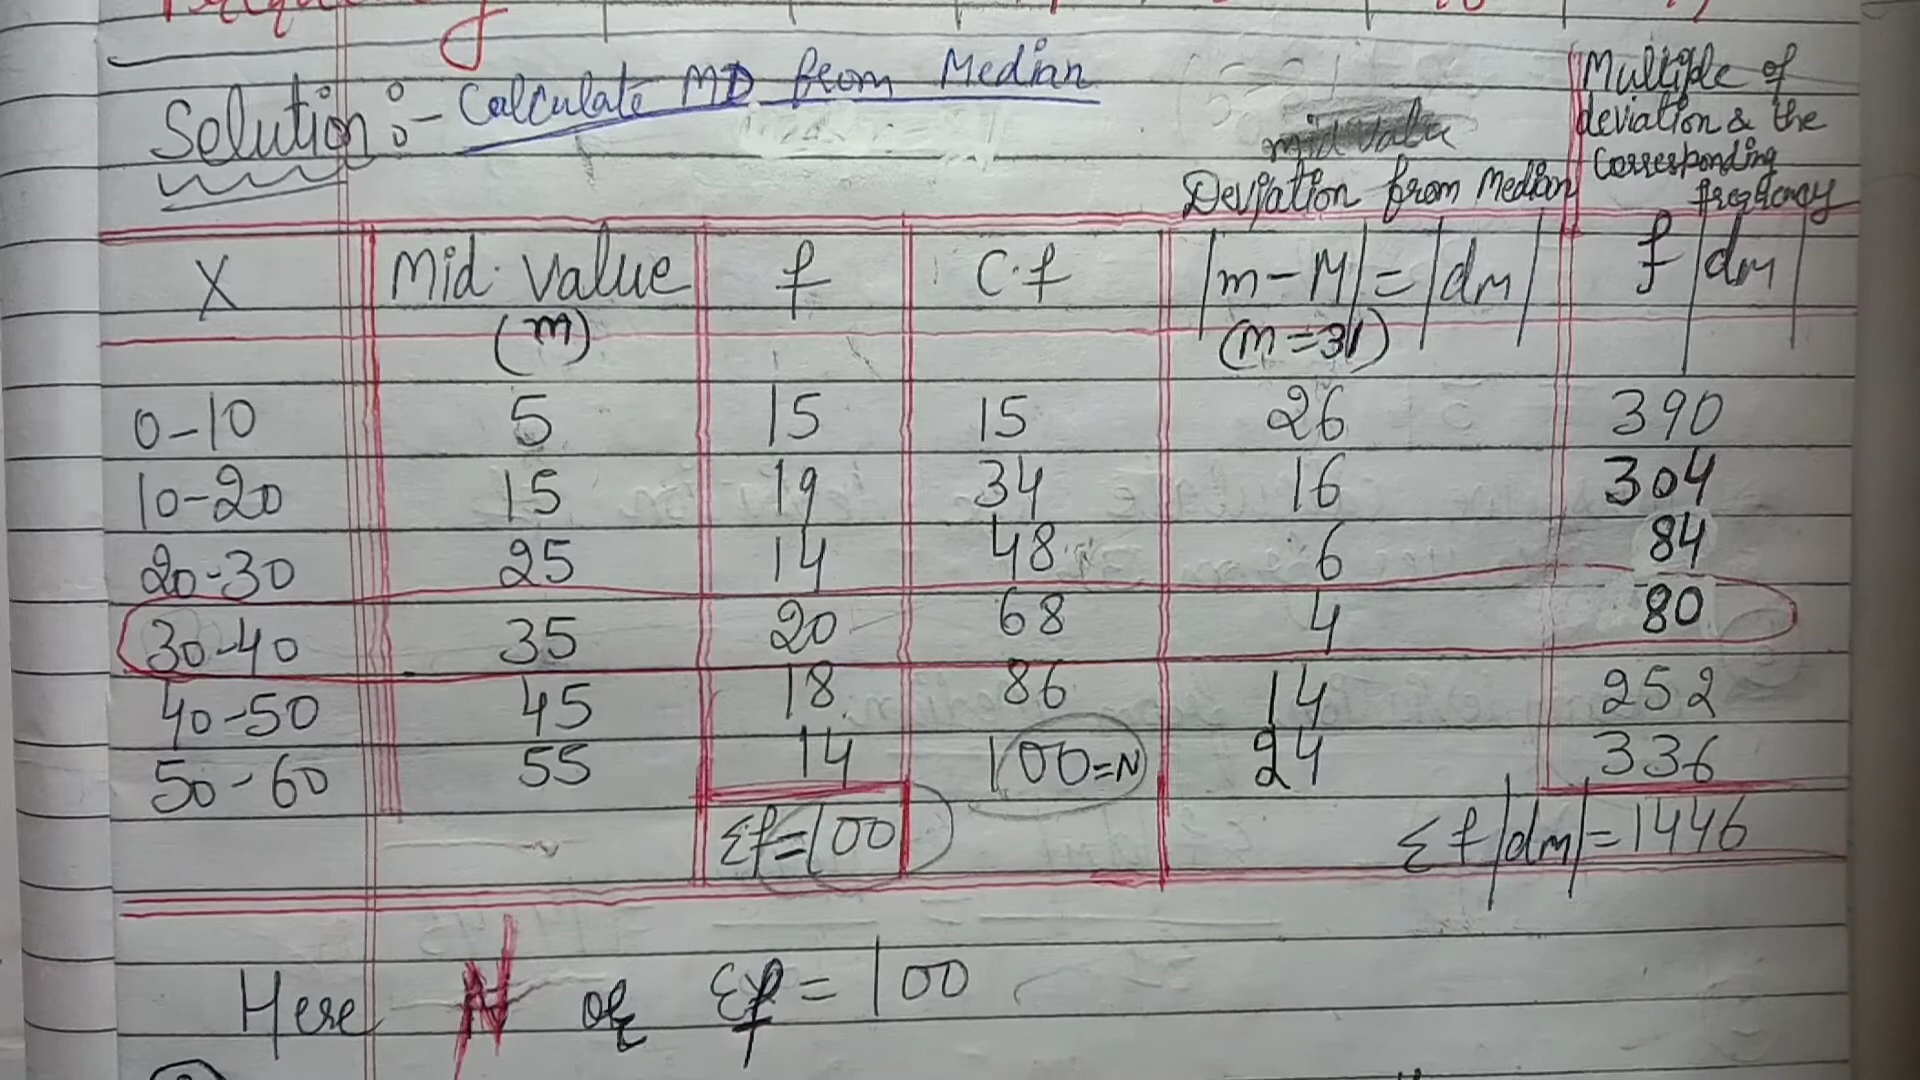 Frequency
Solution :- Calculate MD from Median
mid value
Deviation from Median
Multiple of
deviation & the
Corresponding
frequency
X Mid. Value f C.f |m-M|=|dm| f|dm|
(m) (m=31)
0-10 5 15 15 26 390
10-20 15 19 34 16 304
20-30 25 14 48 6 84
30-40 35 20 68 4 80
40-50 45 18 86 14 252
50-60 55 14 100=N 24 336
Σf=100 Σf|dm|=1446
Here N or Σf=100